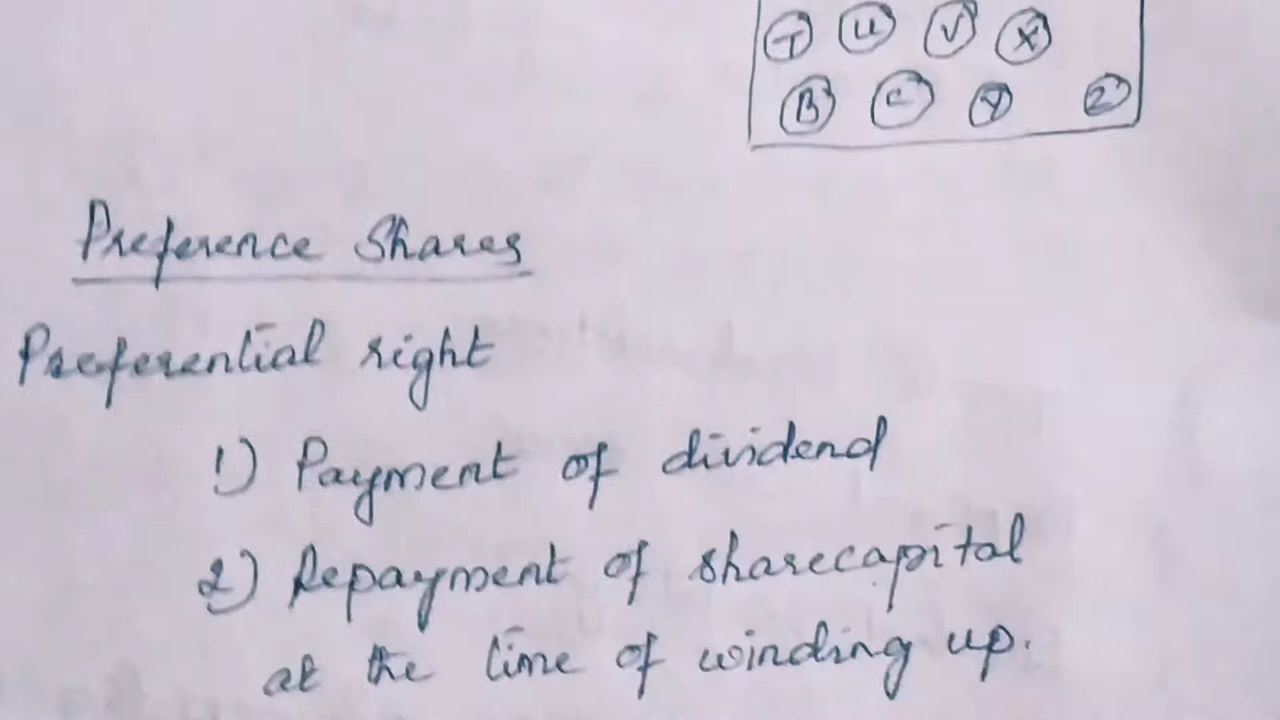 T U V X
B C Y Z
Preference Shares
Preferential right
1) Payment of dividend
2) Repayment of sharecapital
at the time of winding up.